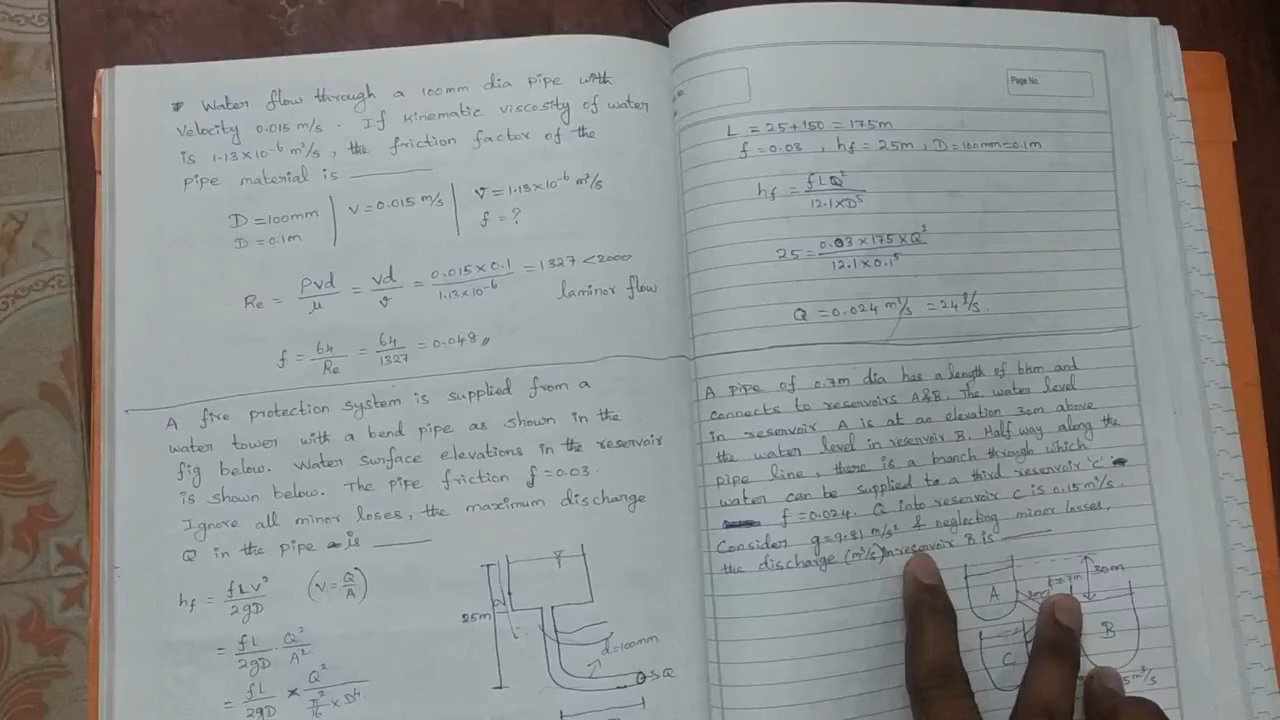 Water flow through a 100mm dia pipe with
velocity 0.015 m/s. If kinematic viscosity of water
is 1.13×10⁻⁶ m²/s, the friction factor of the
pipe material is ______
D = 100mm | V = 0.015 m/s | ν = 1.13×10⁻⁶ m²/s
D = 0.1m f = ?
Re = ρvd/μ = vd/ν = 0.015×0.1/1.13×10⁻⁶ = 1327 < 2000
laminor flow
f = 64/Re = 64/1327 = 0.048
A fire protection system is supplied from a
water tower with a bend pipe as shown in the
fig below. Water surface elevations in the reservoir
is shown below. The pipe friction f = 0.03.
Ignore all minor loses, the maximum discharge
Q in the pipe is ______
hf = fLv²/2gD (v = Q/A)
= fL/2gD · Q²/A²
= fL/2gD × Q²/π²/16 × D⁴
25m
d=100mm
Q
Page No.
L = 25+150 = 175m
f = 0.03 , hf = 25m , D = 100mm = 0.1m
hf = fLQ²/12.1×D⁵
25 = 0.03×175×Q²/12.1×0.1⁵
Q = 0.024 m³/s = 24 l/s.
A pipe of 0.7m dia has a length of 6km and
connects to reservoirs A&B. The water level
in reservoir A is at an elevation 30m above
the water level in reservoir B. Half way along the
pipe line, there is a branch through which
water can be supplied to a third reservoir 'C'
f = 0.024. Q into reservoir C is 0.15m³/s.
Consider g = 9.81 m/s² & neglecting minor losses,
the discharge (m³/s) in reservoir B is ______
30m
A
B
C
5m³/s